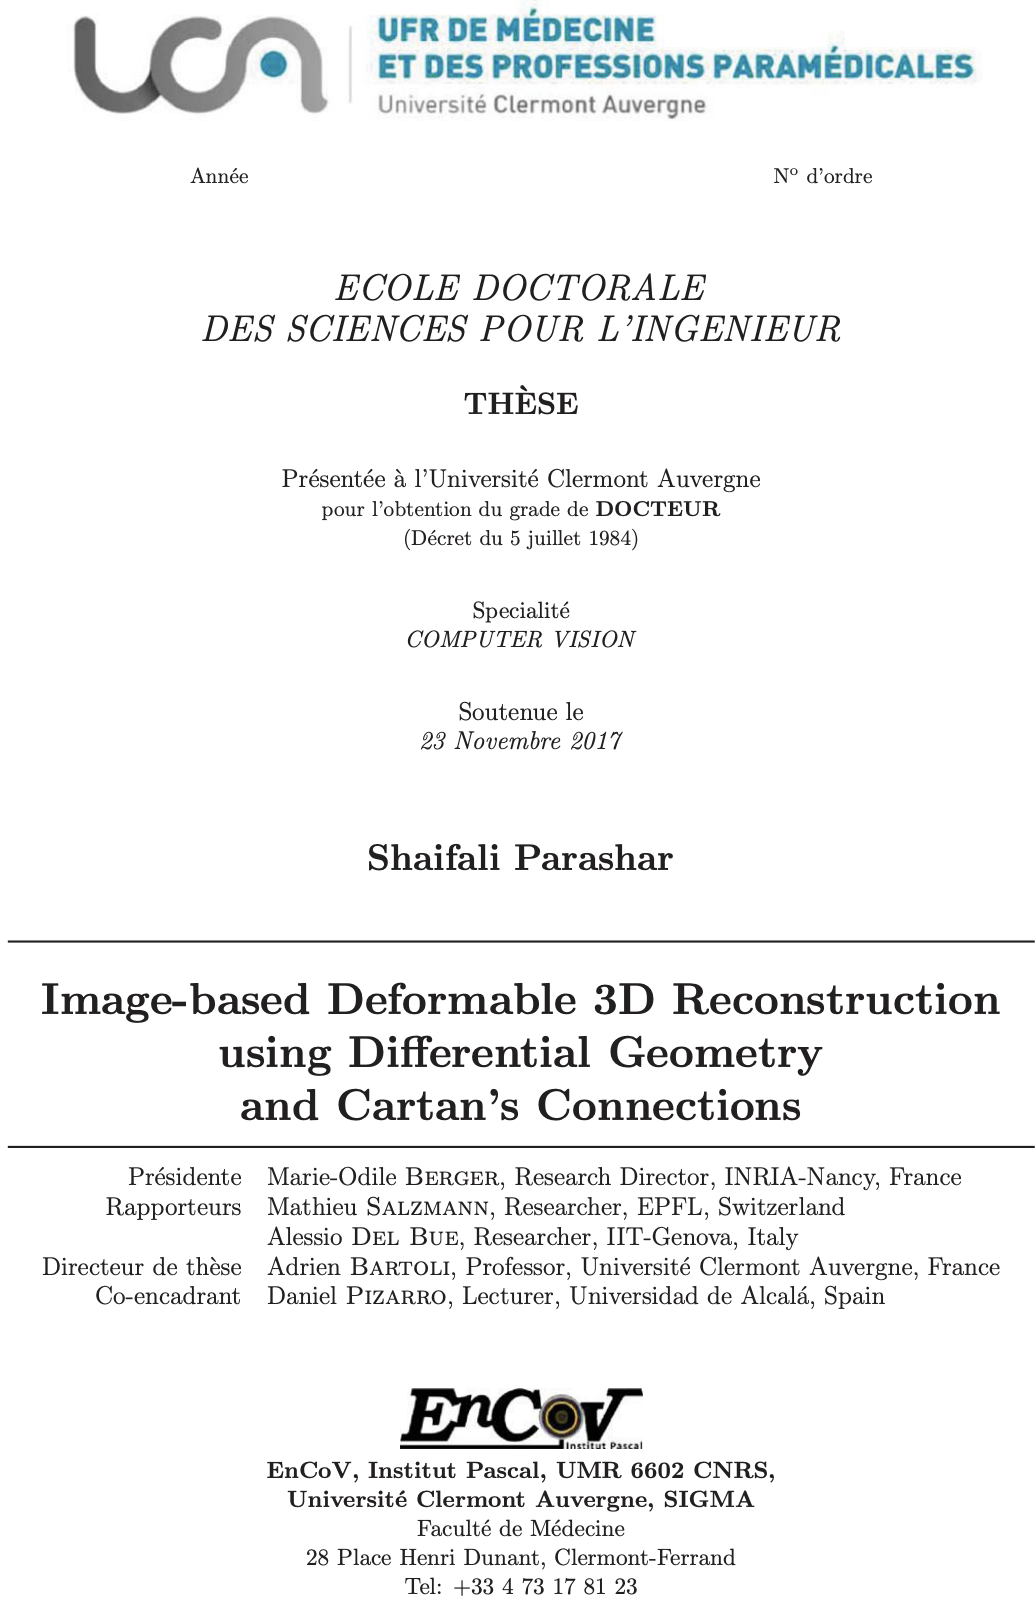 uca
UFR DE MÉDECINE
ET DES PROFESSIONS PARAMÉDICALES
Université Clermont Auvergne
Année Nº d'ordre
ECOLE DOCTORALE
DES SCIENCES POUR L'INGENIEUR
THÈSE
Présentée à l'Université Clermont Auvergne
pour l'obtention du grade de DOCTEUR
(Décret du 5 juillet 1984)
Specialité
COMPUTER VISION
Soutenue le
23 Novembre 2017
Shaifali Parashar
Image-based Deformable 3D Reconstruction
using Differential Geometry
and Cartan's Connections
Présidente Marie-Odile BERGER, Research Director, INRIA-Nancy, France
Rapporteurs Mathieu SALZMANN, Researcher, EPFL, Switzerland
Alessio DEL BUE, Researcher, IIT-Genova, Italy
Directeur de thèse Adrien BARTOLI, Professor, Université Clermont Auvergne, France
Co-encadrant Daniel PIZARRO, Lecturer, Universidad de Alcalá, Spain
EnCoV
Institut Pascal
EnCoV, Institut Pascal, UMR 6602 CNRS,
Université Clermont Auvergne, SIGMA
Faculté de Médecine
28 Place Henri Dunant, Clermont-Ferrand
Tel: +33 4 73 17 81 23